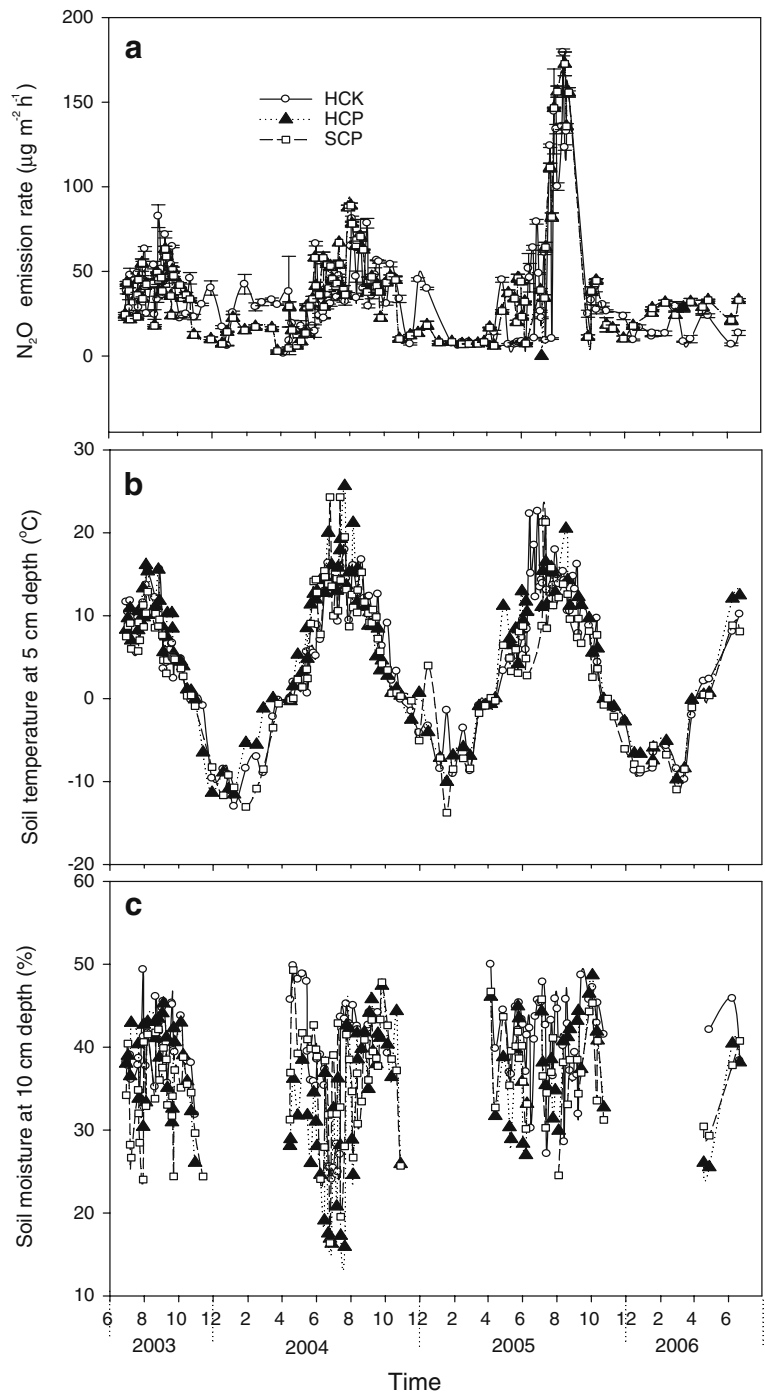 200
a
150
100
50
0
N₂O emission rate (µg m⁻² h⁻¹)
HCK
HCP
SCP
30
b
20
10
0
-10
-20
Soil temperature at 5 cm depth (⁰C)
60
c
50
40
30
20
10
Soil moisture at 10 cm depth (%)
6 8 10 12 2 4 6 8 10 12 2 4 6 8 10 12 2 4 6
2003 2004 2005 2006
Time